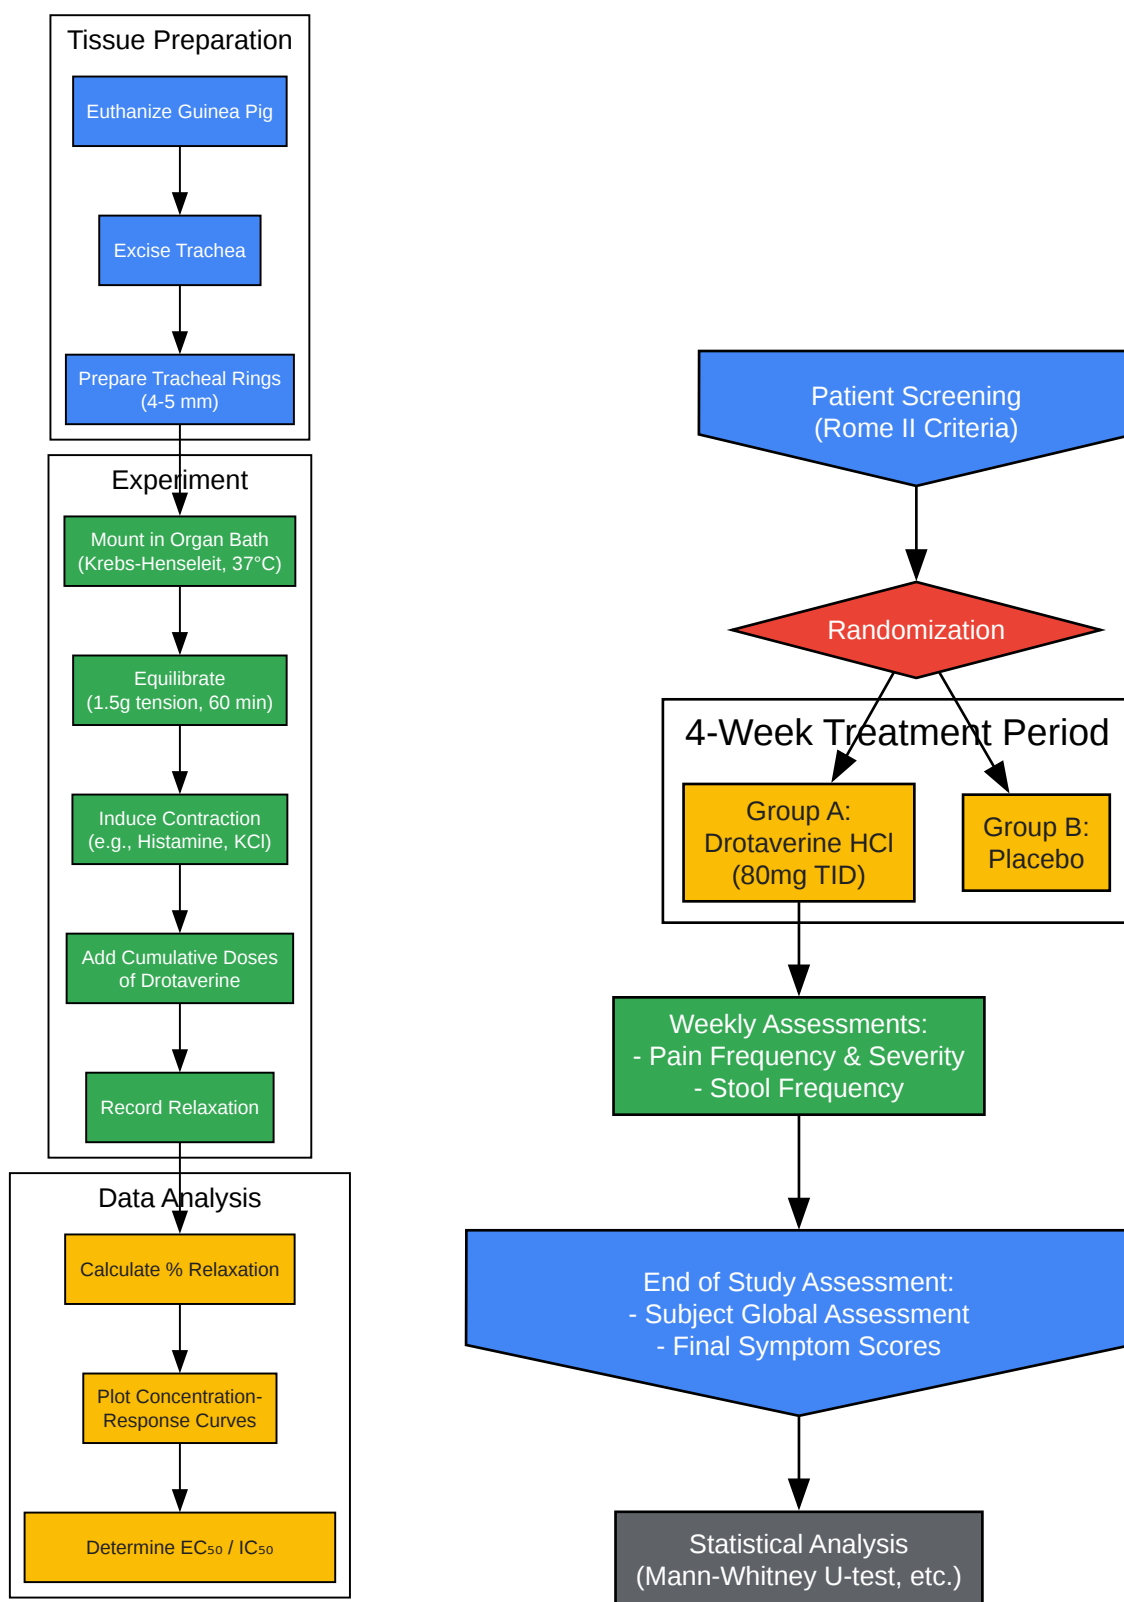 Tissue Preparation
Euthanize Guinea Pig
Excise Trachea
Prepare Tracheal Rings
(4-5 mm)
Experiment
Mount in Organ Bath
(Krebs-Henseleit, 37°C)
Equilibrate
(1.5g tension, 60 min)
Induce Contraction
(e.g., Histamine, KCl)
Add Cumulative Doses
of Drotaverine
Record Relaxation
Data Analysis
Calculate % Relaxation
Plot Concentration-
Response Curves
Determine EC₅₀ / IC₅₀
Patient Screening
(Rome II Criteria)
Randomization
4-Week Treatment Period
Group A:
Drotaverine HCl
(80mg TID)
Group B:
Placebo
Weekly Assessments:
- Pain Frequency & Severity
- Stool Frequency
End of Study Assessment:
- Subject Global Assessment
- Final Symptom Scores
Statistical Analysis
(Mann-Whitney U-test, etc.)